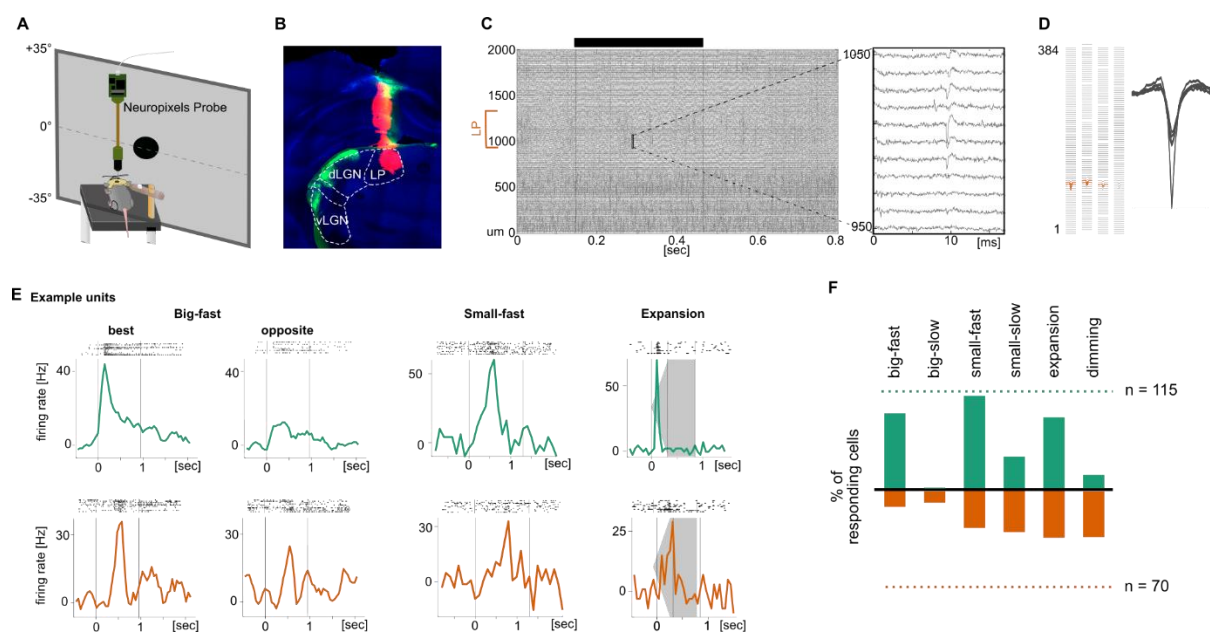 A
+35°
0°
-35°
Neuropixels Probe
B
dLGN
LP
vLGN
C
2000
1500
1000
500
um 0
LP
0
0.2
0.4
0.6
0.8
[sec]
1050
950
0
10
[ms]
D
384
1
E
Example units
Big-fast
Small-fast
Expansion
best
opposite
firing rate [Hz]
40
0
0 1 [sec]
40
0
0 1 [sec]
50
0
0 1 [sec]
50
0
0 1 [sec]
firing rate [Hz]
30
0
0 1 [sec]
30
0
0 1 [sec]
30
0
0 1 [sec]
25
0
0 1 [sec]
F
big-fast
big-slow
small-fast
small-slow
expansion
dimming
n = 115
% of
responding cells
n = 70